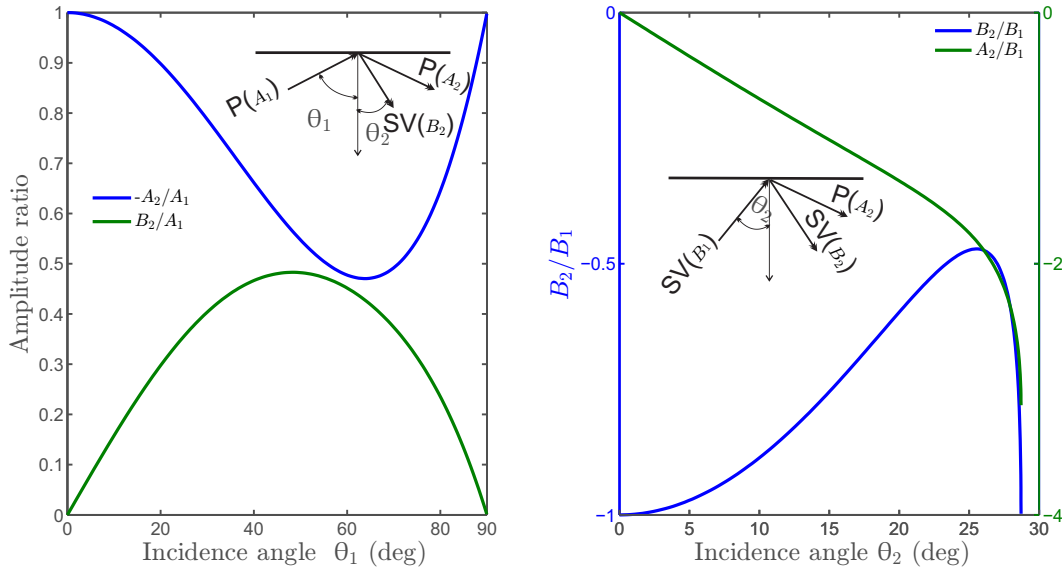 1
0.9
0.8
0.7
0.6
0.5
0.4
0.3
0.2
0.1
0
Amplitude ratio
0 20 40 60 80 90
Incidence angle θ₁ (deg)
-A₂/A₁
B₂/A₁
P(A₁)
θ₁
θ₂
P(A₂)
SV(B₂)
0
−0.5
−1
B₂/B₁
0 5 10 15 20 25 30
Incidence angle θ₂ (deg)
B₂/B₁
A₂/B₁
SV(B₁)
θ₂
P(A₂)
SV(B₂)
0
−2
−4